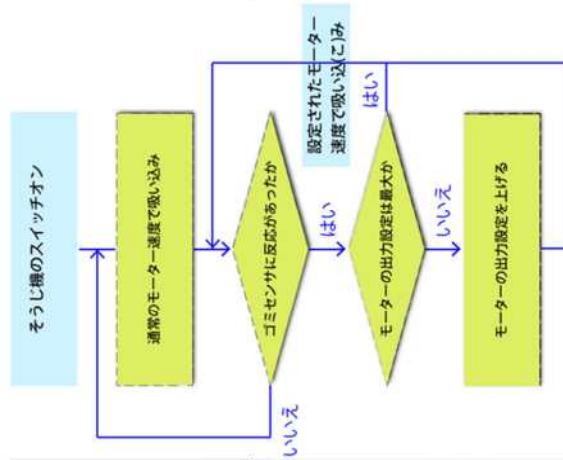 そうじ機のスイッチオン
通常のモーター速度で吸い込み
ゴミセンサに反応があったか
いいえ
はい
モーターの出力設定は最大か
はい
設定されたモーター
速度で吸い込(こ)み
いいえ
モーターの出力設定を上げる